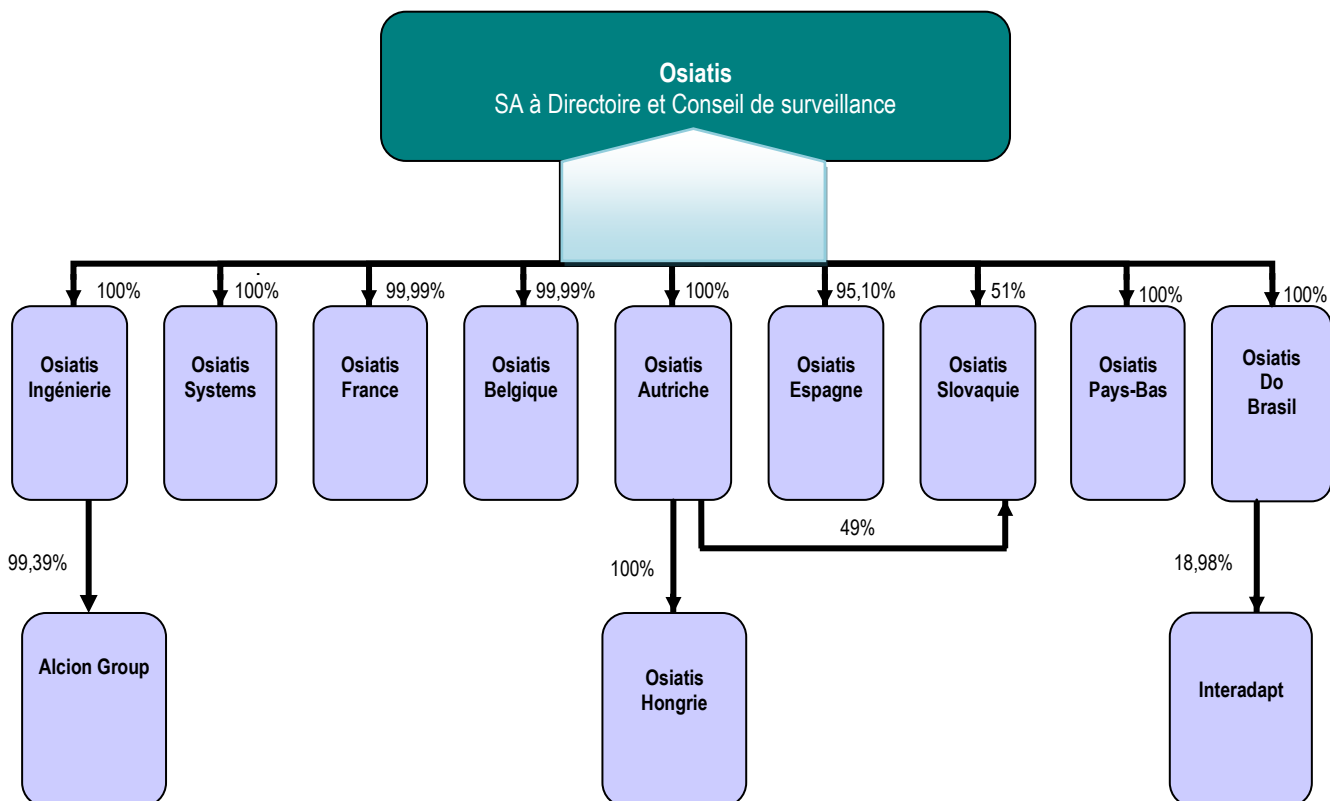 Osiatis
SA à Directoire et Conseil de surveillance
100%
100%
99,99%
99,99%
100%
95,10%
51%
100%
100%
Osiatis
Ingénierie
Osiatis
Systems
Osiatis
France
Osiatis
Belgique
Osiatis
Autriche
Osiatis
Espagne
Osiatis
Slovaquie
Osiatis
Pays-Bas
Osiatis
Do
Brasil
49%
99,39%
100%
18,98%
Alcion Group
Osiatis
Hongrie
Interadapt